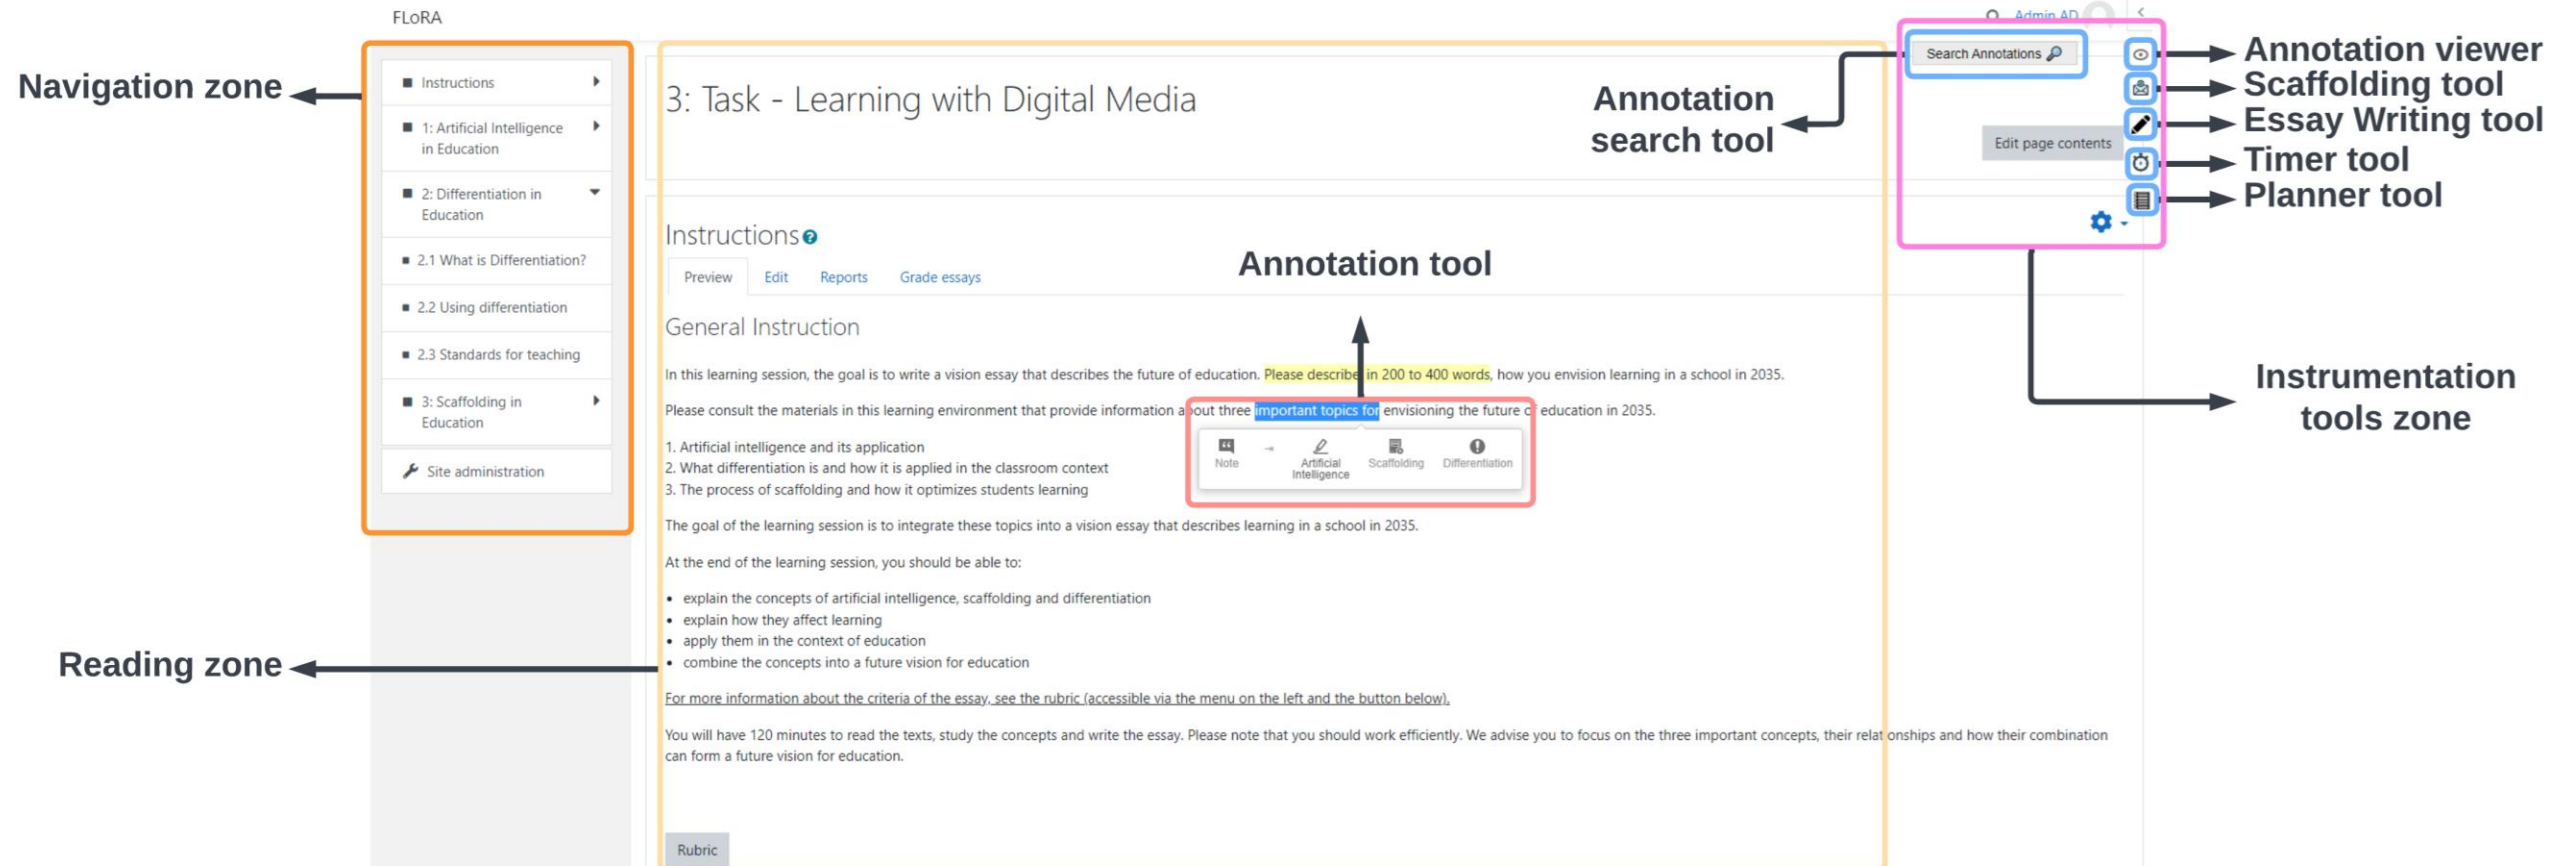 FLoRA
Admin AD
Navigation zone
Instructions
1: Artificial Intelligence
in Education
2: Differentiation in
Education
2.1 What is Differentiation?
2.2 Using differentiation
2.3 Standards for teaching
3: Scaffolding in
Education
Site administration
Reading zone
3: Task - Learning with Digital Media
Annotation
search tool
Search Annotations
Edit page contents
Annotation viewer
Scaffolding tool
Essay Writing tool
Timer tool
Planner tool
Instrumentation
tools zone
Instructions
Preview Edit Reports Grade essays
Annotation tool
General Instruction
In this learning session, the goal is to write a vision essay that describes the future of education. Please describe in 200 to 400 words, how you envision learning in a school in 2035.
Please consult the materials in this learning environment that provide information about three important topics for envisioning the future of education in 2035.
Note
Artificial
Intelligence
Scaffolding
Differentiation
1. Artificial intelligence and its application
2. What differentiation is and how it is applied in the classroom context
3. The process of scaffolding and how it optimizes students learning
The goal of the learning session is to integrate these topics into a vision essay that describes learning in a school in 2035.
At the end of the learning session, you should be able to:
• explain the concepts of artificial intelligence, scaffolding and differentiation
• explain how they affect learning
• apply them in the context of education
• combine the concepts into a future vision for education
For more information about the criteria of the essay, see the rubric (accessible via the menu on the left and the button below).
You will have 120 minutes to read the texts, study the concepts and write the essay. Please note that you should work efficiently. We advise you to focus on the three important concepts, their relationships and how their combination
can form a future vision for education.
Rubric